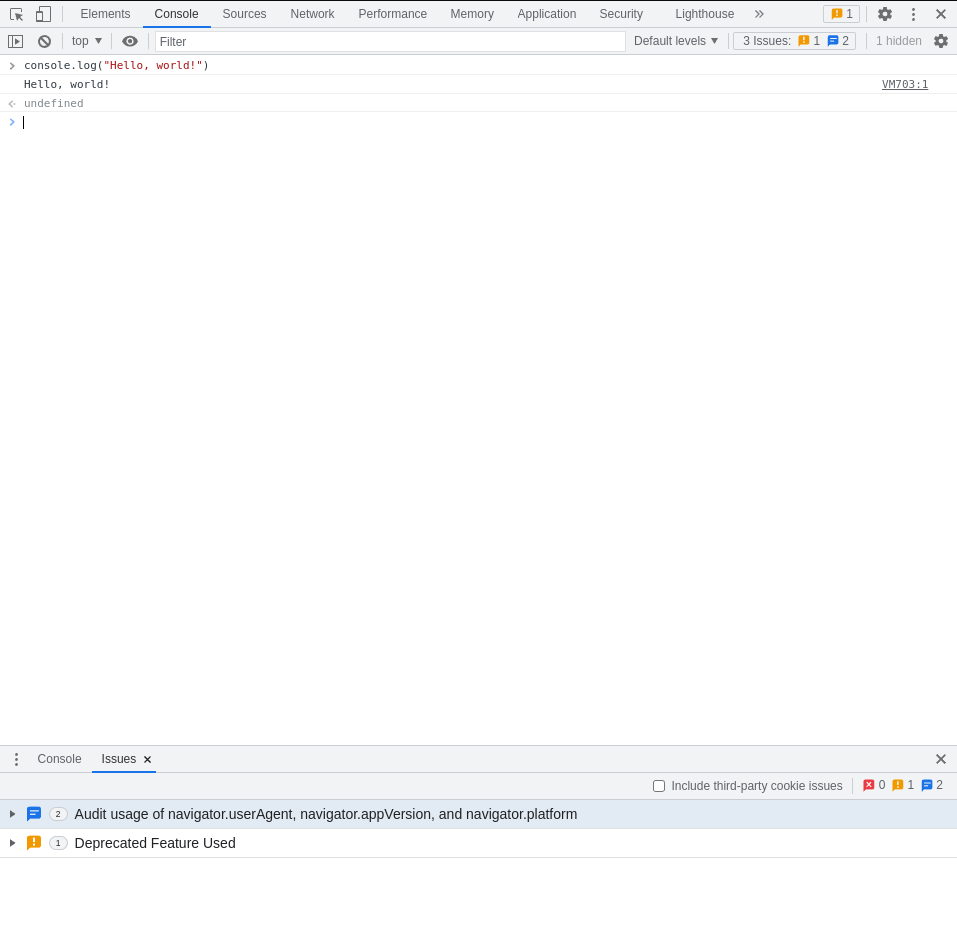 Elements Console Sources Network Performance Memory Application Security Lighthouse 1
top Filter Default levels 3 Issues: 1 2 1 hidden
console.log("Hello, world!")
Hello, world! VM703:1
undefined
Console Issues
Include third-party cookie issues 0 1 2
2 Audit usage of navigator.userAgent, navigator.appVersion, and navigator.platform
1 Deprecated Feature Used